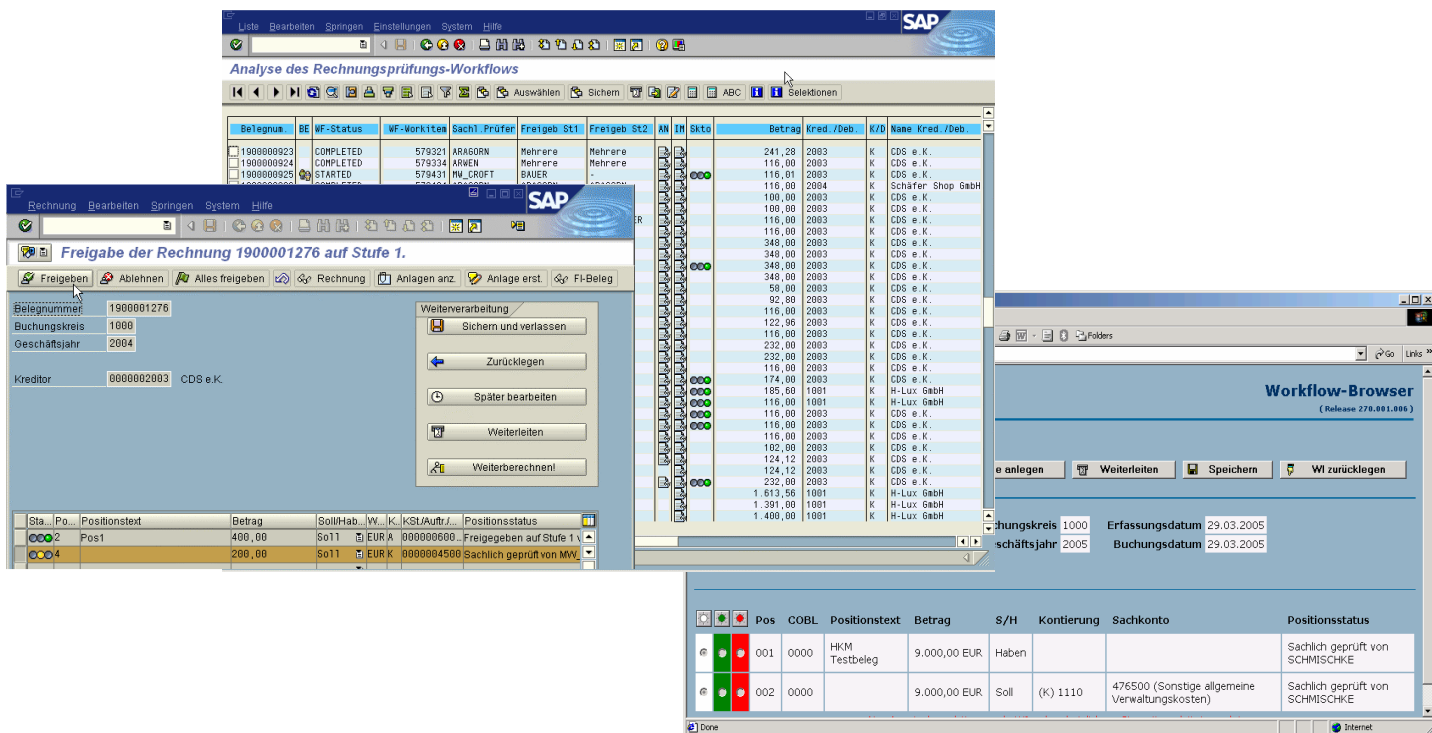 Liste Bearbeiten Springen Einstellungen System Hilfe
SAP
Analyse des Rechnungsprüfungs-Workflows
Auswählen Sichern ABC Selektionen
Belegnum. BE WF-Status WF-Workitem Sachl.Prüfer Freigeb St1 Freigeb St2 AN IM Skto Betrag Kred./Deb. K/D Name Kred./Deb.
1900000923 COMPLETED 579321 ARAGORN Mehrere Mehrere 241,28 2003 K CDS e.K.
1900000924 COMPLETED 579334 ARWEN Mehrere Mehrere 116,00 2003 K CDS e.K.
1900000925 STARTED 579431 MW_CROFT BAUER - 116,01 2003 K CDS e.K.
116,00 2004 K Schäfer Shop GmbH
100,00 2003 K CDS e.K.
100,00 2003 K CDS e.K.
ER 116,00 2003 K CDS e.K.
116,00 2003 K CDS e.K.
348,00 2003 K CDS e.K.
348,00 2003 K CDS e.K.
348,00 2003 K CDS e.K.
348,00 2003 K CDS e.K.
58,00 2003 K CDS e.K.
92,80 2003 K CDS e.K.
116,00 2003 K CDS e.K.
122,96 2003 K CDS e.K.
116,00 2003 K CDS e.K.
232,00 2003 K CDS e.K.
232,00 2003 K CDS e.K.
116,00 2003 K CDS e.K.
174,00 2003 K CDS e.K.
185,60 1001 K H-Lux GmbH
116,00 1001 K H-Lux GmbH
116,00 2003 K CDS e.K.
116,00 2003 K CDS e.K.
116,00 2003 K CDS e.K.
102,00 2003 K CDS e.K.
124,12 2003 K CDS e.K.
124,12 2003 K CDS e.K.
232,00 2003 K CDS e.K.
1.613,56 1001 K H-Lux GmbH
1.391,00 1001 K H-Lux GmbH
1.400,00 1001 K H-Lux GmbH
Rechnung Bearbeiten Springen System Hilfe
SAP
Freigabe der Rechnung 1900001276 auf Stufe 1.
Freigeben Ablehnen Alles freigeben Rechnung Anlagen anz. Anlage erst. FI-Beleg
Belegnummer 1900001276
Buchungskreis 1000
Geschäftsjahr 2004
Kreditor 0000002003 CDS e.K.
Weiterverarbeitung
Sichern und verlassen
Zurücklegen
Später bearbeiten
Weiterleiten
Weiterberechnen!
Sta... Po... Positionstext Betrag Soll/Hab... W... K.. KSt./Auftr./... Positionsstatus
2 Pos1 400,00 Soll EUR A 000000600... Freigegeben auf Stufe 1 v
4 200,00 Soll EUR K 0000004500 Sachlich geprüft von MW_
Folders
Go Links »
Workflow-Browser
( Release 270.001.006 )
e anlegen Weiterleiten Speichern WI zurücklegen
chungskreis 1000 Erfassungsdatum 29.03.2005
schäftsjahr 2005 Buchungsdatum 29.03.2005
Pos COBL Positionstext Betrag S/H Kontierung Sachkonto Positionsstatus
001 0000 HKM Testbeleg 9.000,00 EUR Haben Sachlich geprüft von SCHMISCHKE
002 0000 9.000,00 EUR Soll (K) 1110 476500 (Sonstige allgemeine Verwaltungskosten) Sachlich geprüft von SCHMISCHKE
Done Internet